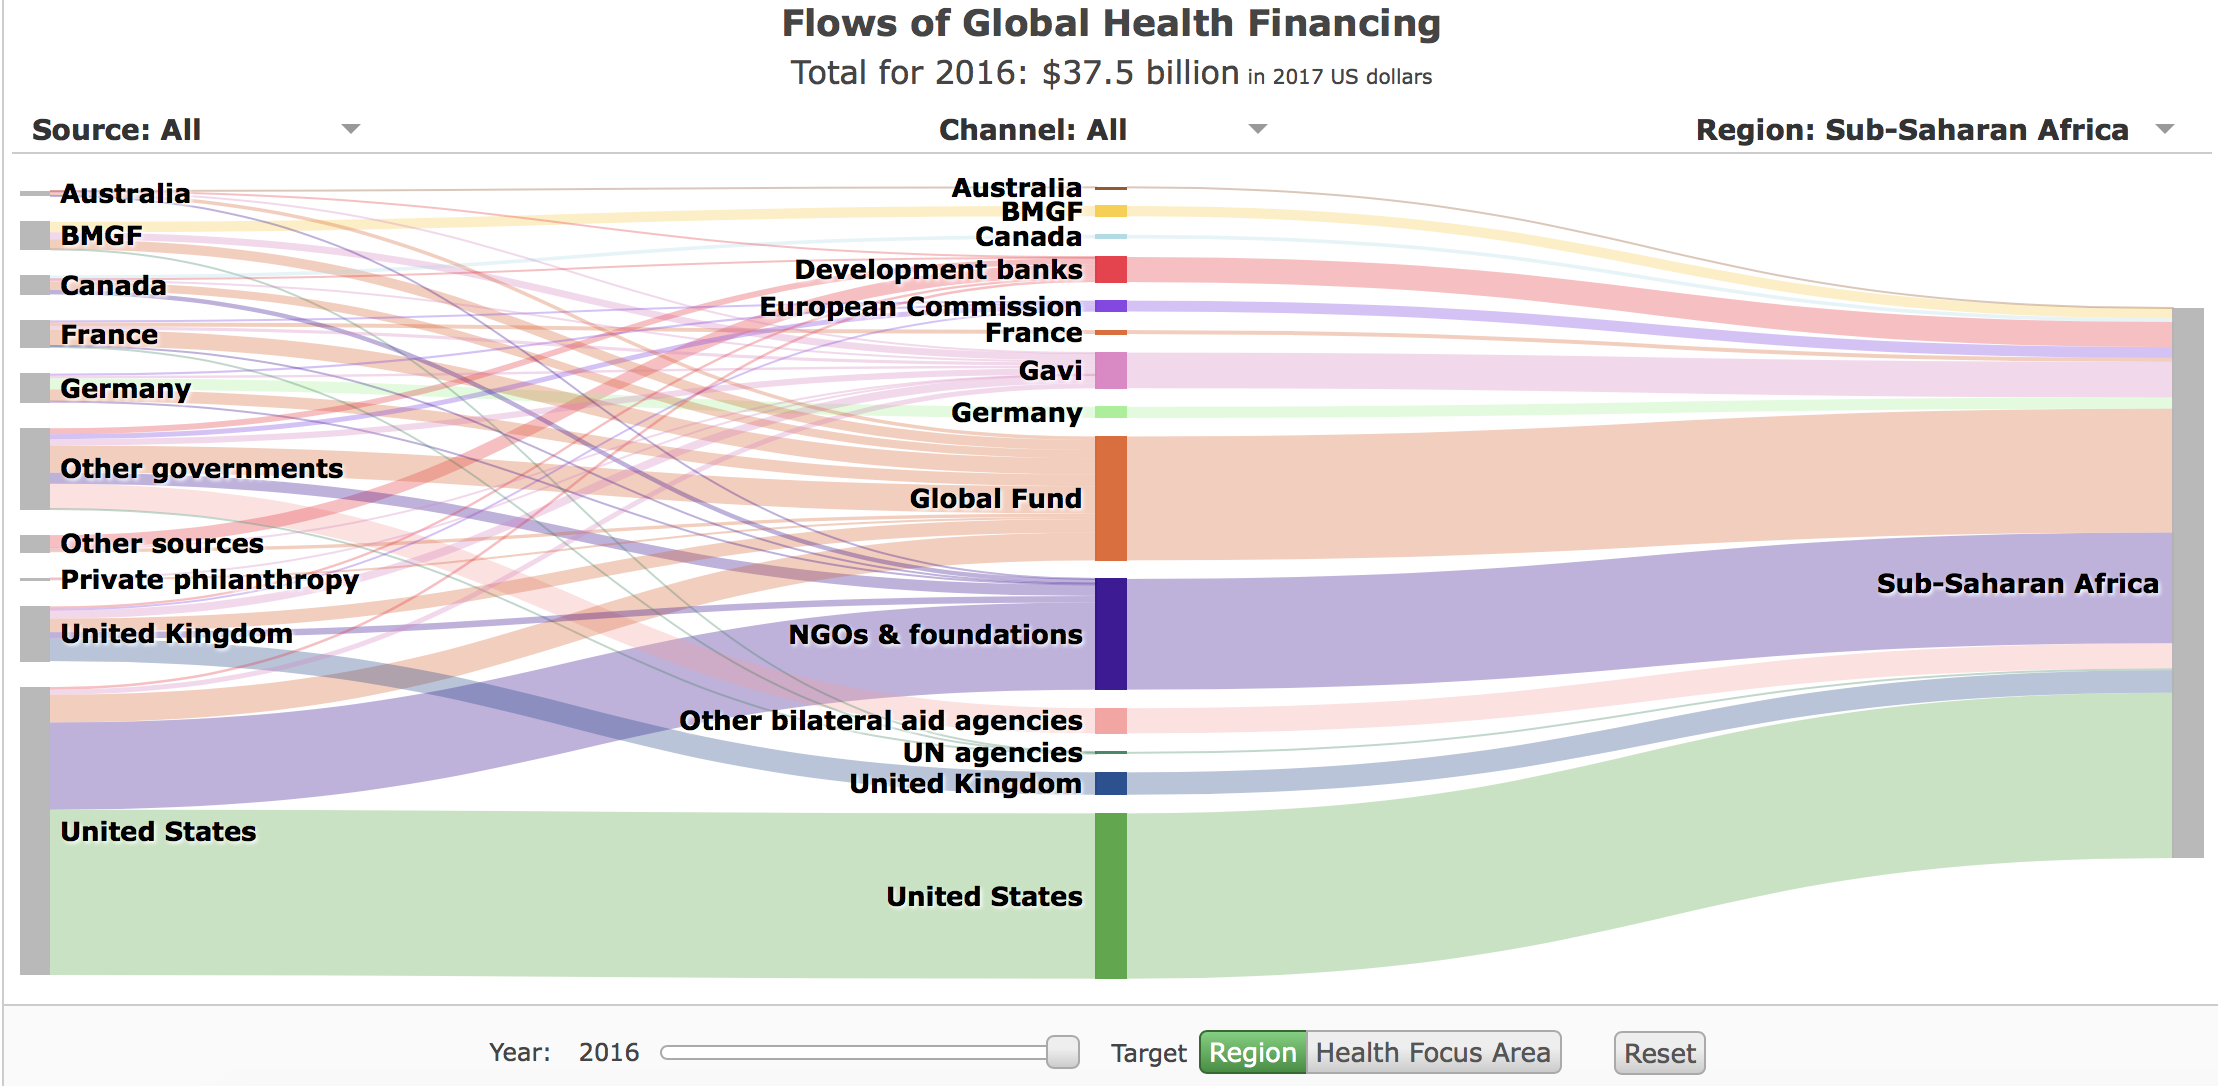 Flows of Global Health Financing
Total for 2016: $37.5 billion in 2017 US dollars
Source: All
Channel: All
Region: Sub-Saharan Africa
Australia
BMGF
Canada
France
Germany
Other governments
Other sources
Private philanthropy
United Kingdom
United States
Australia
BMGF
Canada
Development banks
European Commission
France
Gavi
Germany
Global Fund
NGOs & foundations
Other bilateral aid agencies
UN agencies
United Kingdom
United States
Sub-Saharan Africa
Year: 2016
Target
Region
Health Focus Area
Reset